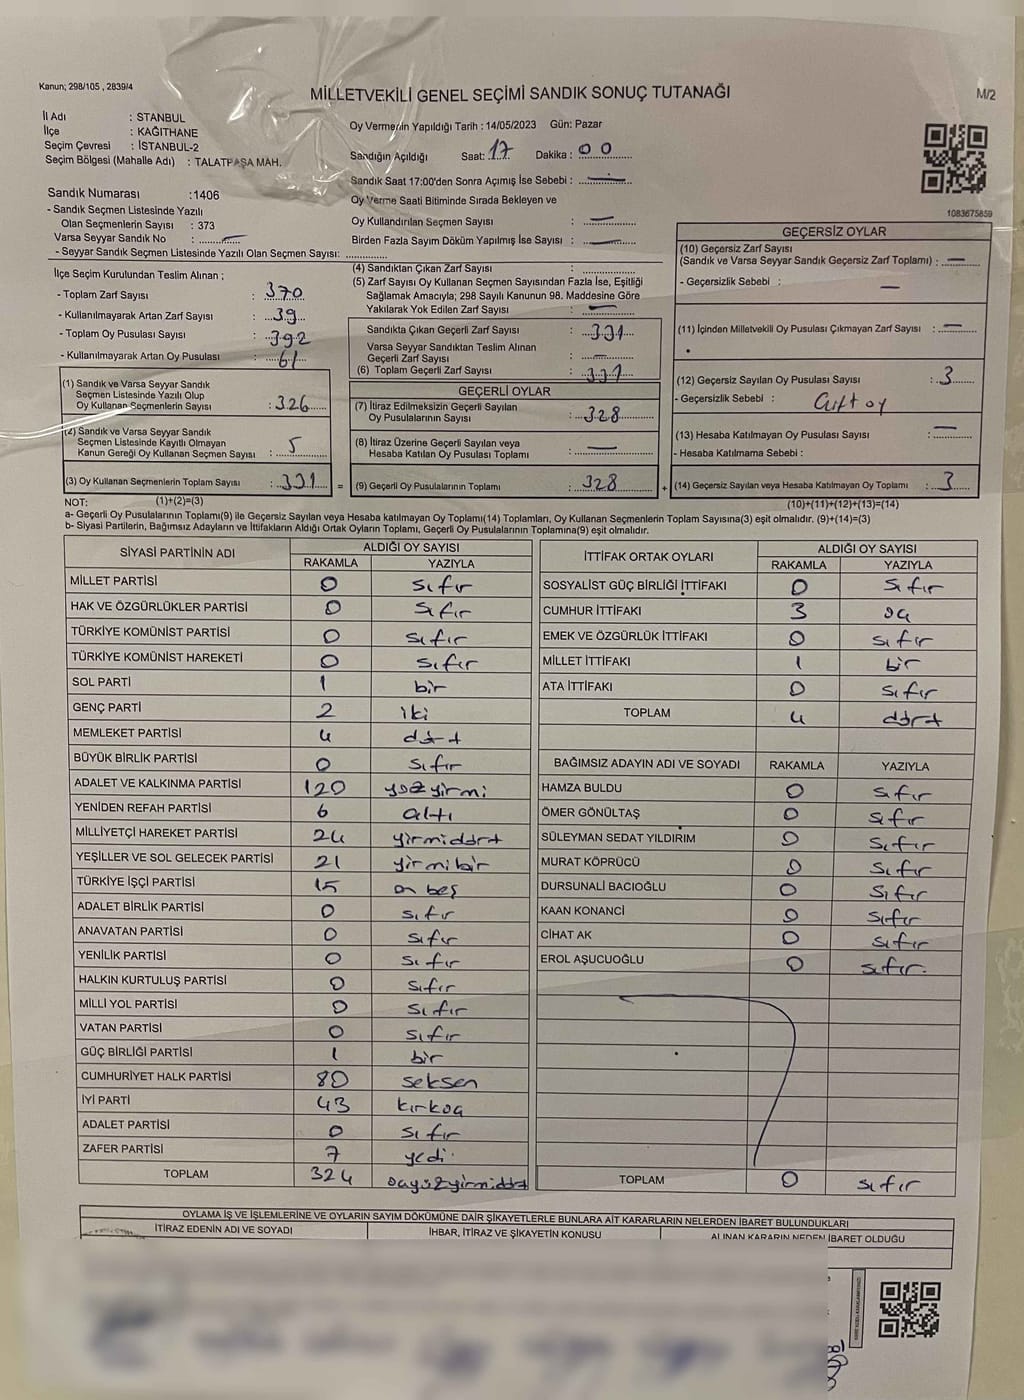 Kanun; 298/105 , 2839/4
MİLLETVEKİLİ GENEL SEÇİMİ SANDIK SONUÇ TUTANAĞI
M/2
İl Adı : STANBUL
İlçe : KAĞITHANE
Seçim Çevresi : İSTANBUL-2
Seçim Bölgesi (Mahalle Adı) : TALATPAŞA MAH.
Oy Vermenin Yapıldığı Tarih : 14/05/2023 Gün: Pazar
Sandığın Açıldığı Saat: 17 Dakika : 00
Sandık Saat 17:00'den Sonra Açımış İse Sebebi : —
Oy Verme Saati Bitiminde Sırada Bekleyen ve
Oy Kullandırılan Seçmen Sayısı : —
Birden Fazla Sayım Döküm Yapılmış İse Sayısı : —
1083675859
Sandık Numarası :1406
- Sandık Seçmen Listesinde Yazılı
Olan Seçmenlerin Sayısı : 373
Varsa Seyyar Sandık No : —
- Seyyar Sandık Seçmen Listesinde Yazılı Olan Seçmen Sayısı:
İlçe Seçim Kurulundan Teslim Alınan ;
- Toplam Zarf Sayısı : 370
- Kullanılmayarak Artan Zarf Sayısı : 39
- Toplam Oy Pusulası Sayısı : 392
- Kullanılmayarak Artan Oy Pusulası : 61
(1) Sandık ve Varsa Seyyar Sandık
Seçmen Listesinde Yazılı Olup
Oy Kullanan Seçmenlerin Sayısı : 326
(2) Sandık ve Varsa Seyyar Sandık
Seçmen Listesinde Kayıtlı Olmayan
Kanun Gereği Oy Kullanan Seçmen Sayısı : 5
(3) Oy Kullanan Seçmenlerin Toplam Sayısı : 331
(4) Sandıktan Çıkan Zarf Sayısı :
(5) Zarf Sayısı Oy Kullanan Seçmen Sayısından Fazla İse, Eşitliği
Sağlamak Amacıyla; 298 Sayılı Kanunun 98. Maddesine Göre
Yakılarak Yok Edilen Zarf Sayısı : —
Sandıkta Çıkan Geçerli Zarf Sayısı : 331
Varsa Seyyar Sandıktan Teslim Alınan
Geçerli Zarf Sayısı : —
(6) Toplam Geçerli Zarf Sayısı : 331
GEÇERLİ OYLAR
(7) İtiraz Edilmeksizin Geçerli Sayılan
Oy Pusulalarının Sayısı : 328
(8) İtiraz Üzerine Geçerli Sayılan veya
Hesaba Katılan Oy Pusulası Toplamı : —
= (9) Geçerli Oy Pusulalarının Toplamı : 328
GEÇERSİZ OYLAR
(10) Geçersiz Zarf Sayısı
(Sandık ve Varsa Seyyar Sandık Geçersiz Zarf Toplamı) : —
- Geçersizlik Sebebi : —
(11) İçinden Milletvekili Oy Pusulası Çıkmayan Zarf Sayısı : —
(12) Geçersiz Sayılan Oy Pusulası Sayısı : 3
- Geçersizlik Sebebi : Çift oy
(13) Hesaba Katılmayan Oy Pusulası Sayısı : —
- Hesaba Katılmama Sebebi :
+ (14) Geçersiz Sayılan veya Hesaba Katılmayan Oy Toplamı : 3
NOT: (1)+(2)=(3) (10)+(11)+(12)+(13)=(14)
a- Geçerli Oy Pusulalarının Toplamı(9) ile Geçersiz Sayılan veya Hesaba katılmayan Oy Toplamı(14) Toplamları, Oy Kullanan Seçmenlerin Toplam Sayısına(3) eşit olmalıdır. (9)+(14)=(3)
b- Siyasi Partilerin, Bağımsız Adayların ve İttifakların Aldığı Ortak Oyların Toplamı, Geçerli Oy Pusulalarının Toplamına(9) eşit olmalıdır.
SİYASİ PARTİNİN ADI ALDIĞI OY SAYISI
RAKAMLA YAZIYLA
MİLLET PARTİSİ 0 sıfır
HAK VE ÖZGÜRLÜKLER PARTİSİ 0 sıfır
TÜRKİYE KOMÜNİST PARTİSİ 0 sıfır
TÜRKİYE KOMÜNİST HAREKETİ 0 sıfır
SOL PARTİ 1 bir
GENÇ PARTİ 2 iki
MEMLEKET PARTİSİ 4 dört
BÜYÜK BİRLİK PARTİSİ 0 sıfır
ADALET VE KALKINMA PARTİSİ 120 yüzyirmi
YENİDEN REFAH PARTİSİ 6 altı
MİLLİYETÇİ HAREKET PARTİSİ 24 yirmidört
YEŞİLLER VE SOL GELECEK PARTİSİ 21 yirmibir
TÜRKİYE İŞÇİ PARTİSİ 15 on beş
ADALET BİRLİK PARTİSİ 0 sıfır
ANAVATAN PARTİSİ 0 sıfır
YENİLİK PARTİSİ 0 sıfır
HALKIN KURTULUŞ PARTİSİ 0 sıfır
MİLLİ YOL PARTİSİ 0 sıfır
VATAN PARTİSİ 0 sıfır
GÜÇ BİRLİĞİ PARTİSİ 1 bir
CUMHURİYET HALK PARTİSİ 80 seksen
İYİ PARTİ 43 kırküç
ADALET PARTİSİ 0 sıfır
ZAFER PARTİSİ 7 yedi
TOPLAM 324 üçyüzyirmidört
İTTİFAK ORTAK OYLARI ALDIĞI OY SAYISI
RAKAMLA YAZIYLA
SOSYALİST GÜÇ BİRLİĞİ İTTİFAKI 0 sıfır
CUMHUR İTTİFAKI 3 üç
EMEK VE ÖZGÜRLÜK İTTİFAKI 0 sıfır
MİLLET İTTİFAKI 1 bir
ATA İTTİFAKI 0 sıfır
TOPLAM 4 dört
BAĞIMSIZ ADAYIN ADI VE SOYADI RAKAMLA YAZIYLA
HAMZA BULDU 0 sıfır
ÖMER GÖNÜLTAŞ 0 sıfır
SÜLEYMAN SEDAT YILDIRIM 0 sıfır
MURAT KÖPRÜCÜ 0 sıfır
DURSUNALİ BACIOĞLU 0 sıfır
KAAN KONANCİ 0 sıfır
CİHAT AK 0 sıfır
EROL AŞUCUOĞLU 0 sıfır
TOPLAM 0 sıfır
OYLAMA İŞ VE İŞLEMLERİNE VE OYLARIN SAYIM DÖKÜMÜNE DAİR ŞİKAYETLERLE BUNLARA AİT KARARLARIN NELERDEN İBARET BULUNDUKLARI
İTİRAZ EDENİN ADI VE SOYADI İHBAR, İTİRAZ VE ŞİKAYETİN KONUSU ALINAN KARARIN NEDEN İBARET OLDUĞU